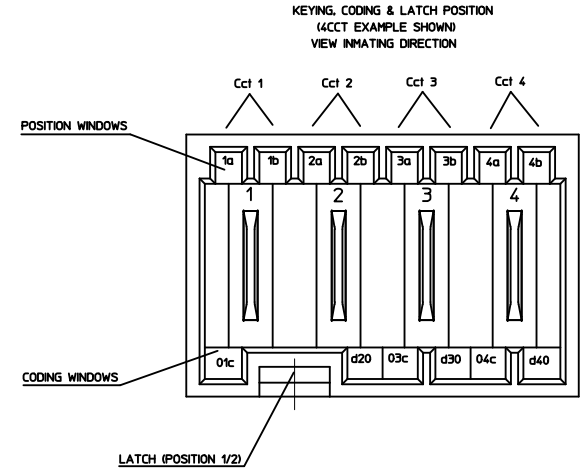 KEYING, CODING & LATCH POSITION
(4CCT EXAMPLE SHOWN)
VIEW INMATING DIRECTION
Cct 1 Cct 2 Cct 3 Cct 4
POSITION WINDOWS
1a 1b 2a 2b 3a 3b 4a 4b
1 2 3 4
01c d20 03c d30 04c d40
CODING WINDOWS
LATCH (POSITION 1/2)